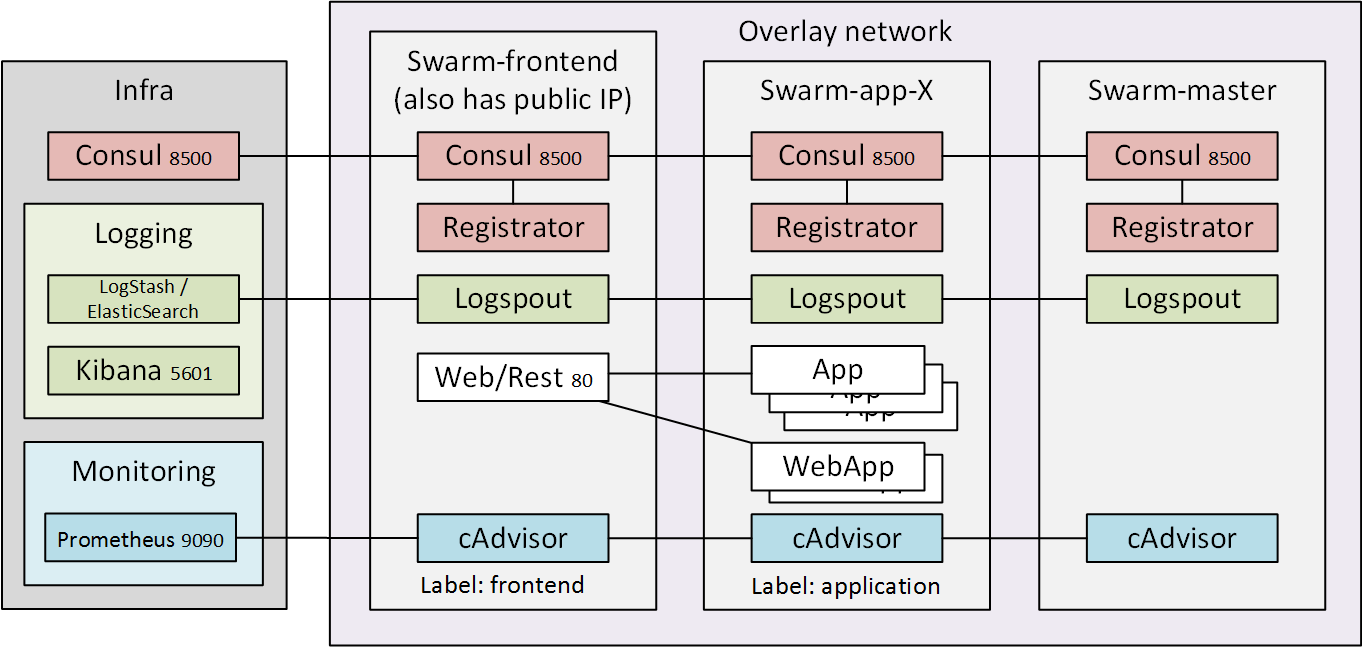 Overlay network
Infra
Consul 8500
Logging
LogStash /
ElasticSearch
Kibana 5601
Monitoring
Prometheus 9090
Swarm-frontend
(also has public IP)
Consul 8500
Registrator
Logspout
Web/Rest 80
cAdvisor
Label: frontend
Swarm-app-X
Consul 8500
Registrator
Logspout
App
App
App
WebApp
cAdvisor
Label: application
Swarm-master
Consul 8500
Registrator
Logspout
cAdvisor